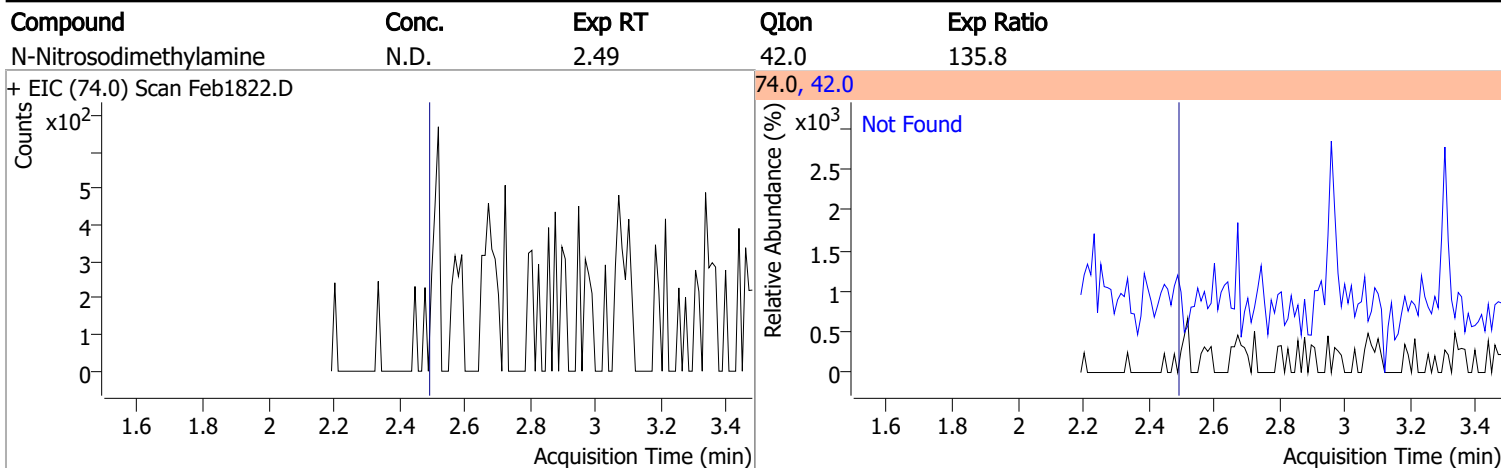 Compound Conc. Exp RT QIon Exp Ratio
N-Nitrosodimethylamine N.D. 2.49 42.0 135.8
+ EIC (74.0) Scan Feb1822.D
Counts
x10²
5
4
3
2
1
0
1.6 1.8 2 2.2 2.4 2.6 2.8 3 3.2 3.4
Acquisition Time (min)
74.0, 42.0
Relative Abundance (%)
x10³
Not Found
2.5
2
1.5
1
0.5
0
1.6 1.8 2 2.2 2.4 2.6 2.8 3 3.2 3.4
Acquisition Time (min)